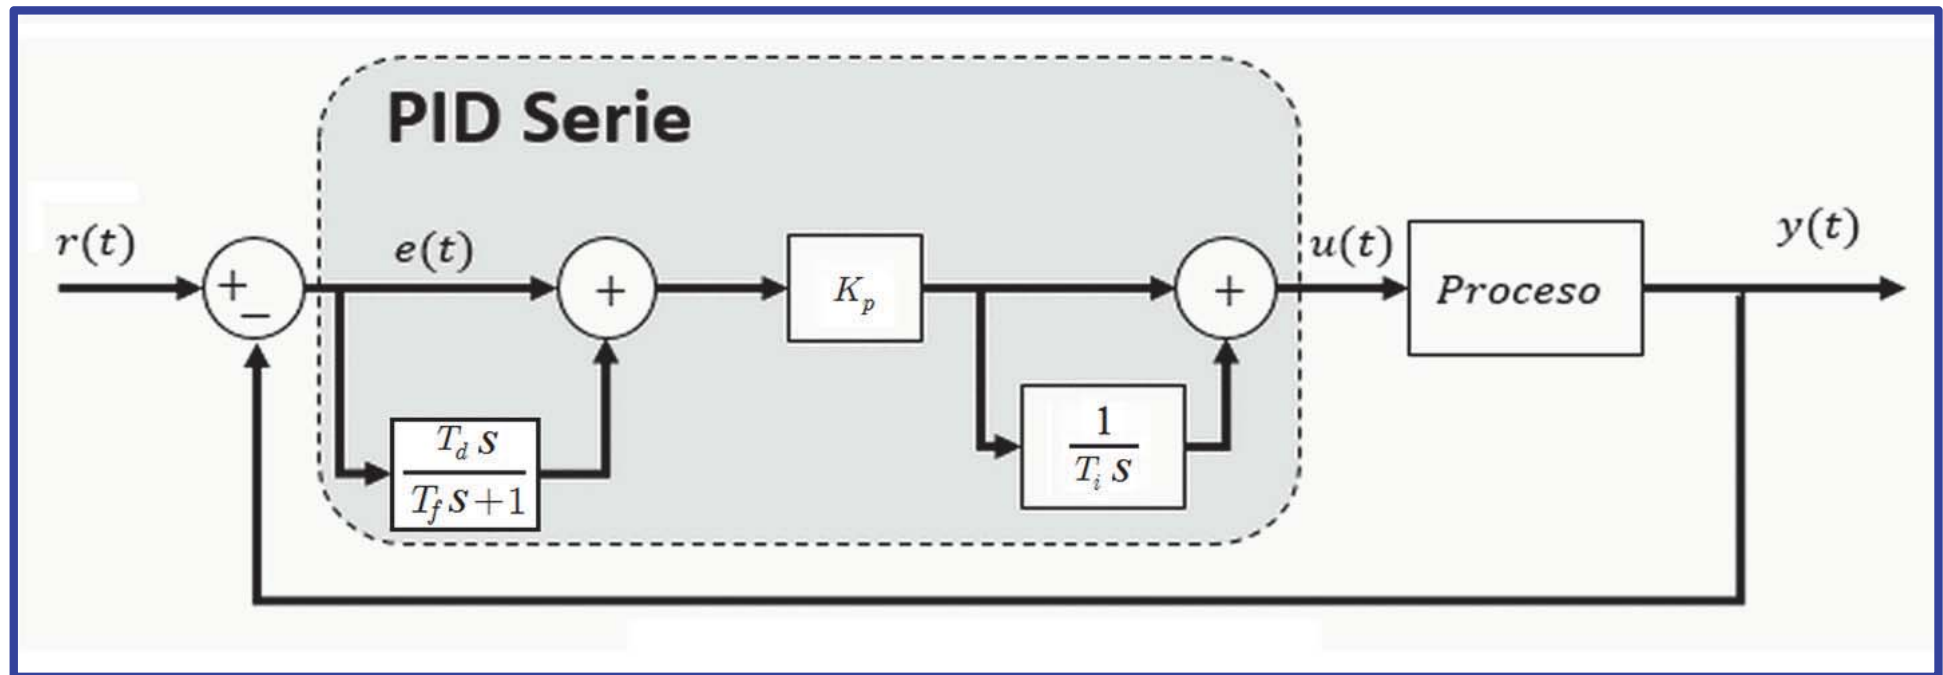 PID Serie
r(t)
+
−
e(t)
+
K_p
+
u(t)
Proceso
y(t)
T_d s
T_f s+1
1
T_i s